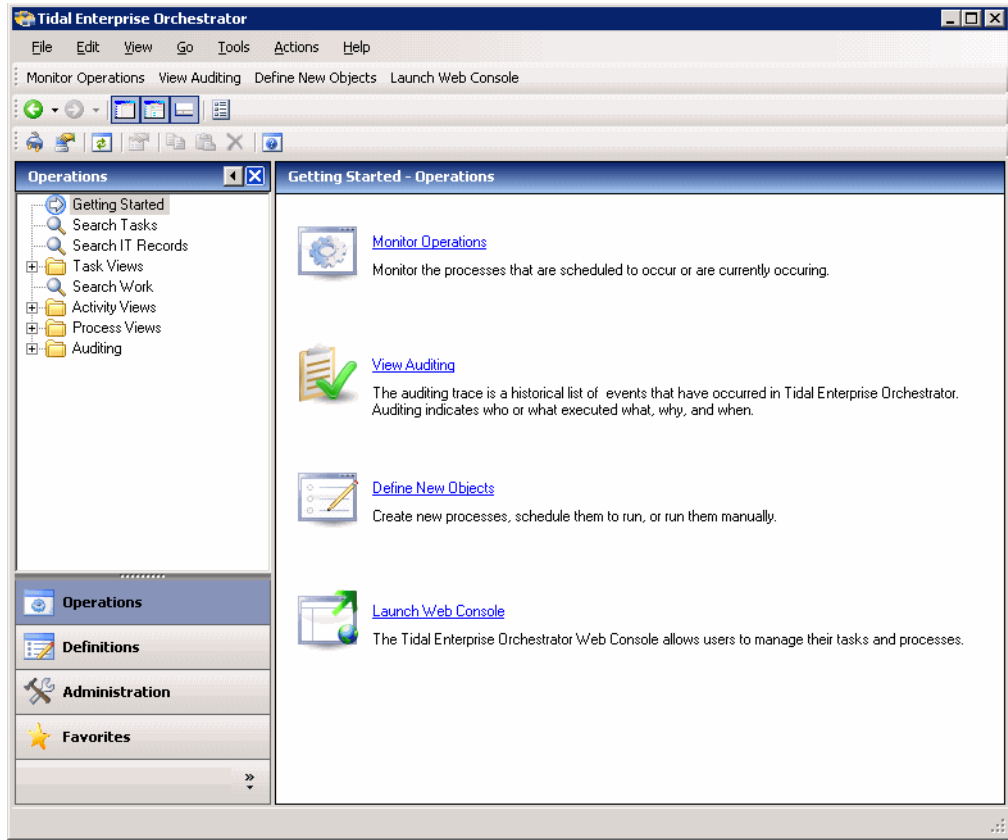 Tidal Enterprise Orchestrator
File Edit View Go Tools Actions Help
Monitor Operations View Auditing Define New Objects Launch Web Console
Operations
Getting Started
Search Tasks
Search IT Records
Task Views
Search Work
Activity Views
Process Views
Auditing
Operations
Definitions
Administration
Favorites
Getting Started - Operations
Monitor Operations
Monitor the processes that are scheduled to occur or are currently occuring.
View Auditing
The auditing trace is a historical list of events that have occurred in Tidal Enterprise Orchestrator.
Auditing indicates who or what executed what, why, and when.
Define New Objects
Create new processes, schedule them to run, or run them manually.
Launch Web Console
The Tidal Enterprise Orchestrator Web Console allows users to manage their tasks and processes.